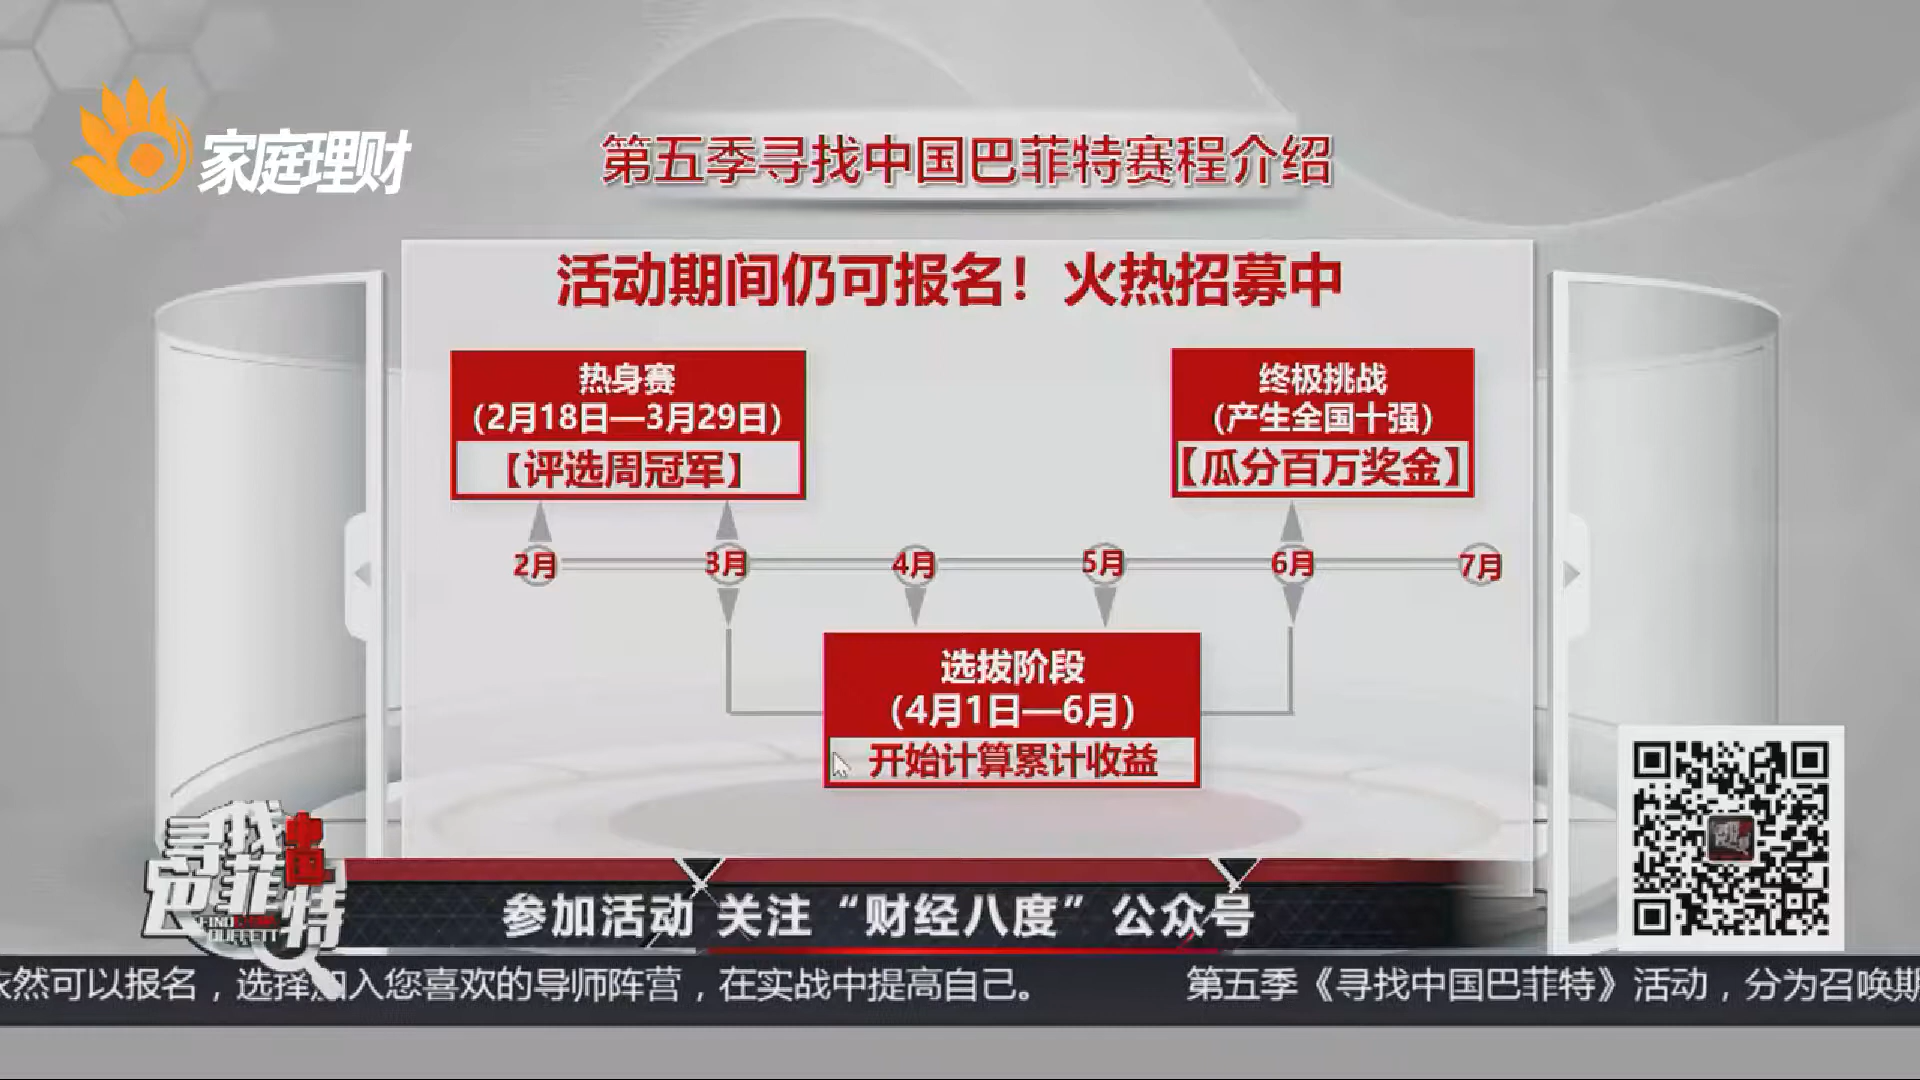 家庭理财
第五季寻找中国巴菲特赛程介绍
活动期间仍可报名！火热招募中
热身赛
（2月18日—3月29日）
【评选周冠军】
终极挑战
（产生全国十强）
【瓜分百万奖金】
2月
3月
4月
5月
6月
7月
选拔阶段
（4月1日—6月）
开始计算累计收益
寻找中国
巴菲特
参加活动 关注“财经八度”公众号
依然可以报名，选择加入您喜欢的导师阵营，在实战中提高自己。 第五季《寻找中国巴菲特》活动，分为召唤期